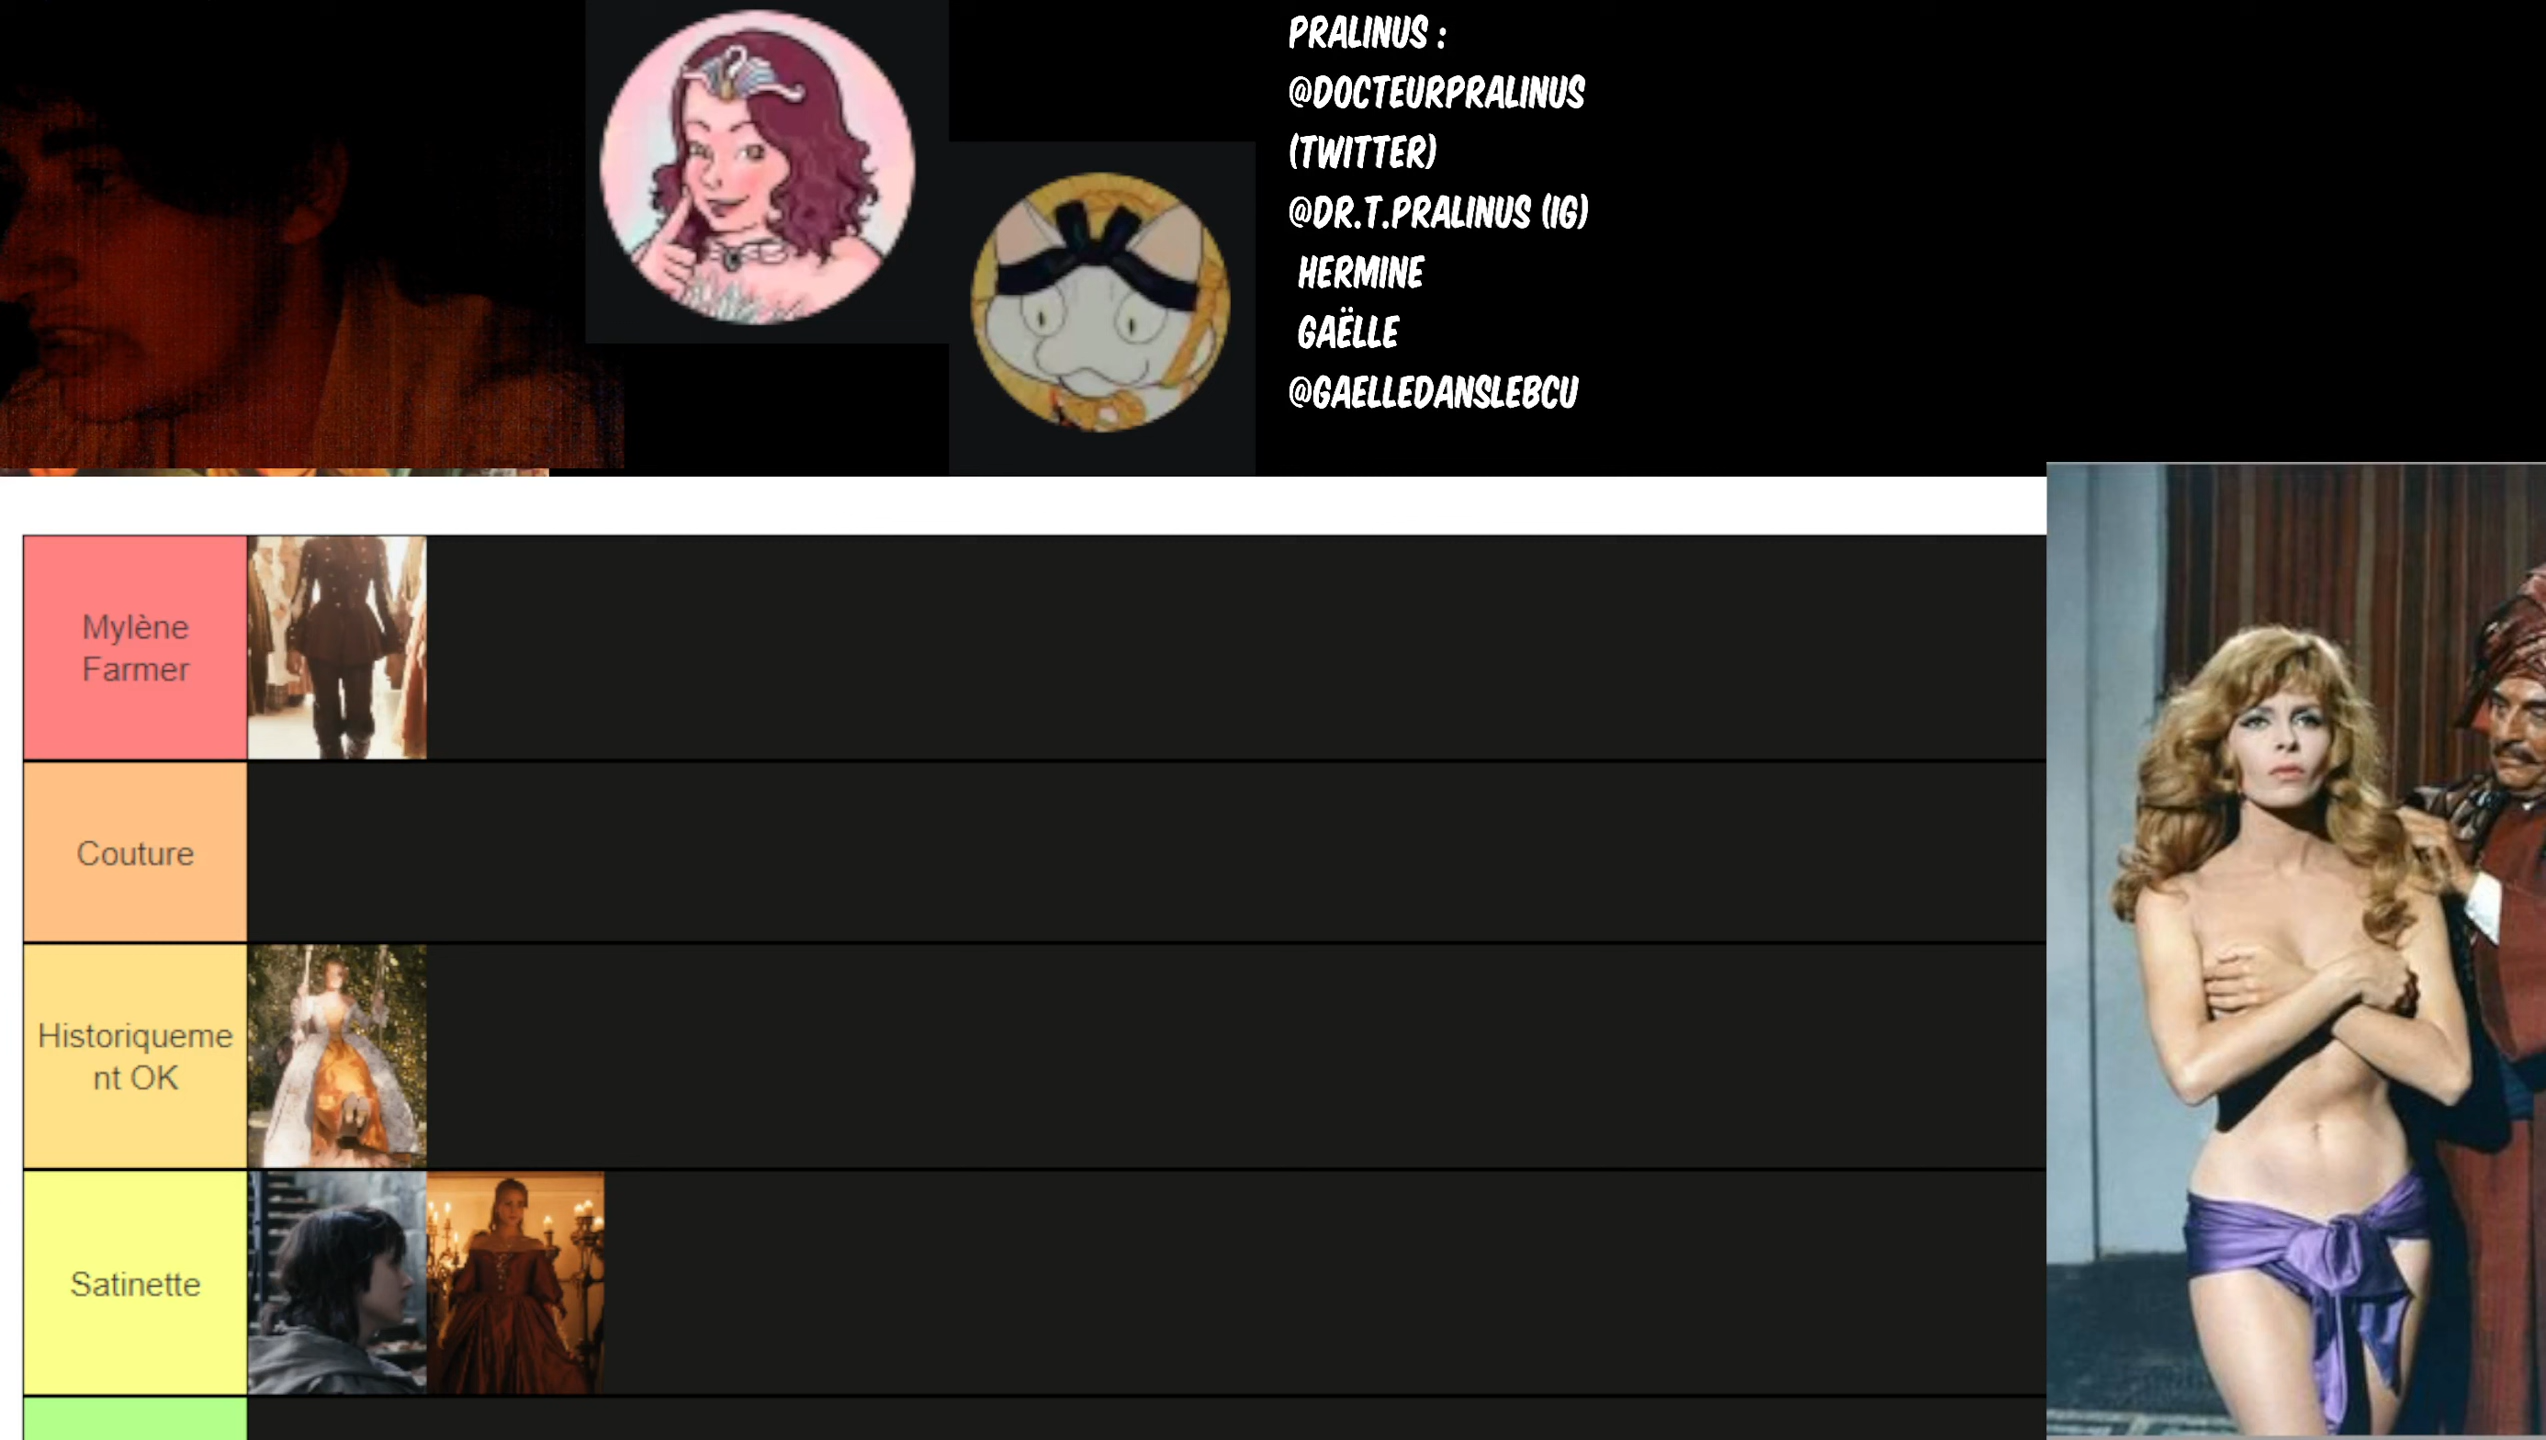 PRALINUS :
@DOCTEURPRALINUS
(TWITTER)
@DR.T.PRALINUS (IG)
HERMINE
GAËLLE
@GAELLEDANSLEBCU
Mylène
Farmer
Couture
Historiqueme
nt OK
Satinette